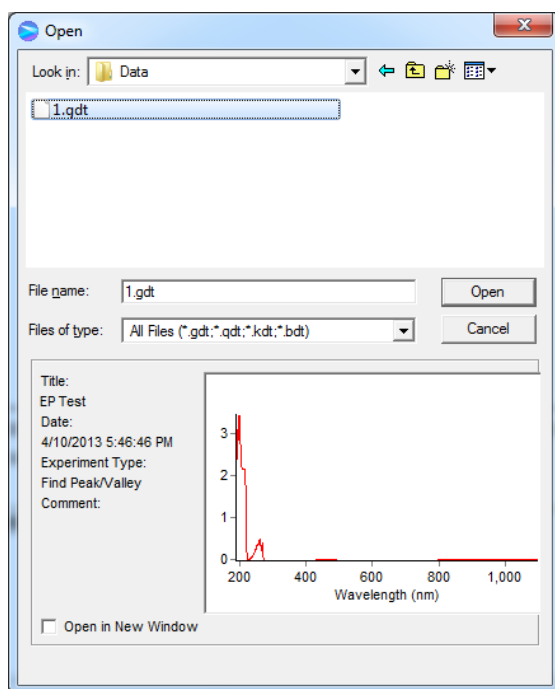 Open
Look in: Data
1.gdt
File name: 1.gdt Open
Files of type: All Files (*.gdt;*.qdt;*.kdt;*.bdt) Cancel
Title:
EP Test
Date:
4/10/2013 5:46:46 PM
Experiment Type:
Find Peak/Valley
Comment:
3
2
1
0
200 400 600 800 1,000
Wavelength (nm)
Open in New Window